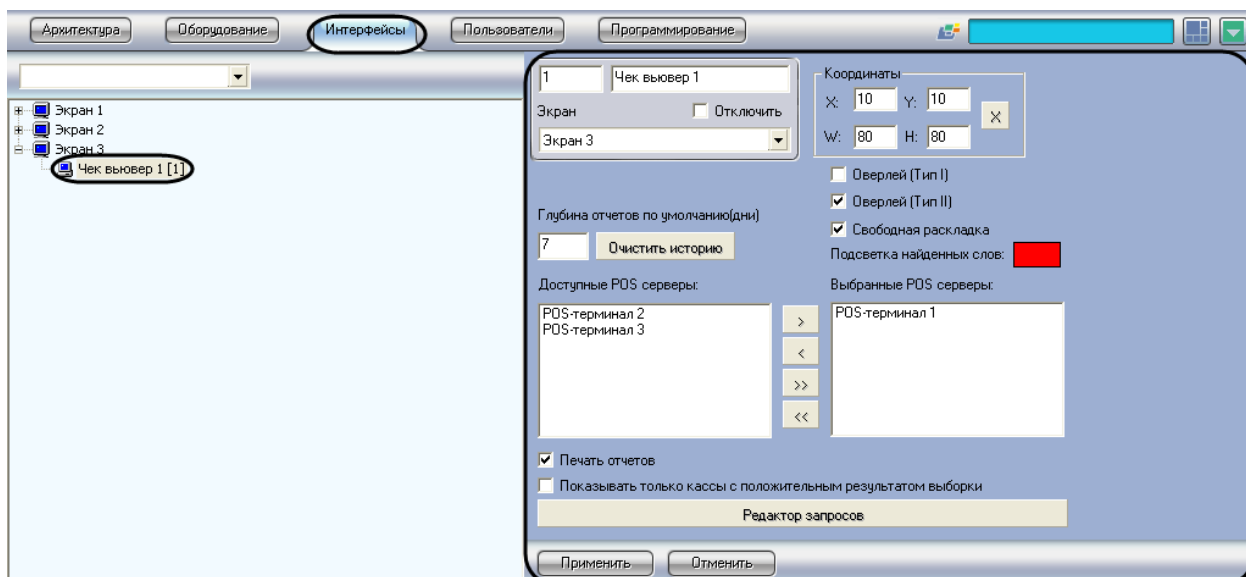 Архитектура Оборудование Интерфейсы Пользователи Программирование
Экран 1
Экран 2
Экран 3
Чек вьювер 1 [1]
1 Чек вьювер 1
Экран Отключить
Экран 3
Координаты
X: 10 Y: 10
X
W: 80 H: 80
Оверлей (Тип I)
Оверлей (Тип II)
Свободная раскладка
Подсветка найденных слов:
Глубина отчетов по умолчанию(дни)
7 Очистить историю
Доступные POS серверы:
POS-терминал 2
POS-терминал 3
>
<
>>
<<
Выбранные POS серверы:
POS-терминал 1
Печать отчетов
Показывать только кассы с положительным результатом выборки
Редактор запросов
Применить Отменить